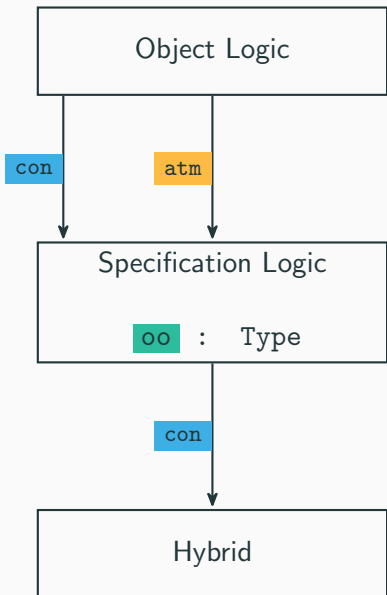 Object Logic
con
atm
Specification Logic
oo : Type
con
Hybrid